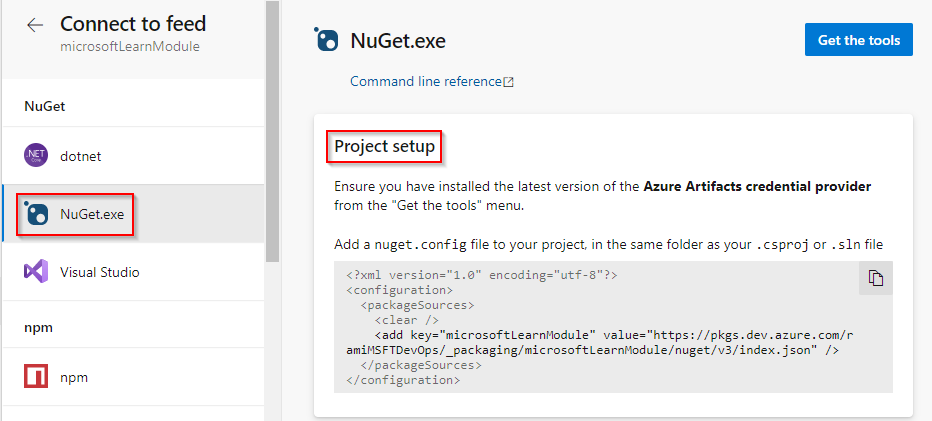 Connect to feed
microsoftLearnModule
NuGet
.NET
Core
dotnet
NuGet.exe
Visual Studio
npm
npm
NuGet.exe
Get the tools
Command line reference
Project setup
Ensure you have installed the latest version of the Azure Artifacts credential provider
from the "Get the tools" menu.
Add a nuget.config file to your project, in the same folder as your .csproj or .sln file
<?xml version="1.0" encoding="utf-8"?>
<configuration>
  <packageSources>
    <clear />
    <add key="microsoftLearnModule" value="https://pkgs.dev.azure.com/r
amiMSFTDevOps/_packaging/microsoftLearnModule/nuget/v3/index.json" />
  </packageSources>
</configuration>